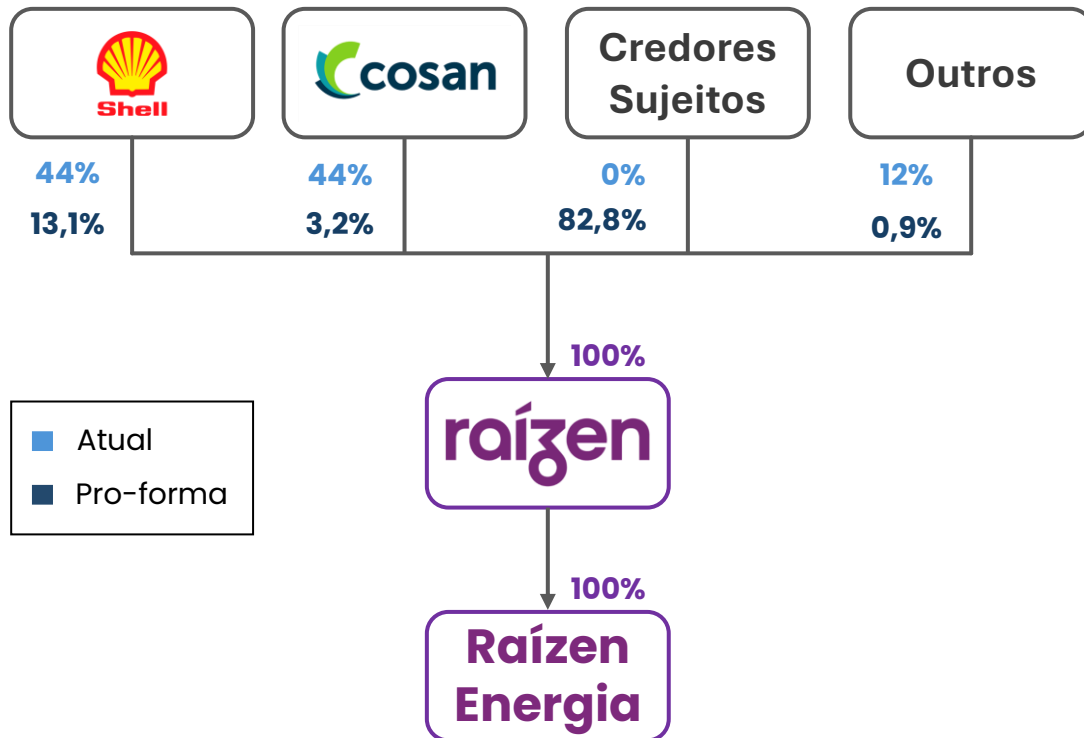 Shell
cosan
Credores
Sujeitos
Outros
44%
44%
0%
12%
13,1%
3,2%
82,8%
0,9%
100%
raízen
Atual
Pro-forma
100%
Raízen
Energia